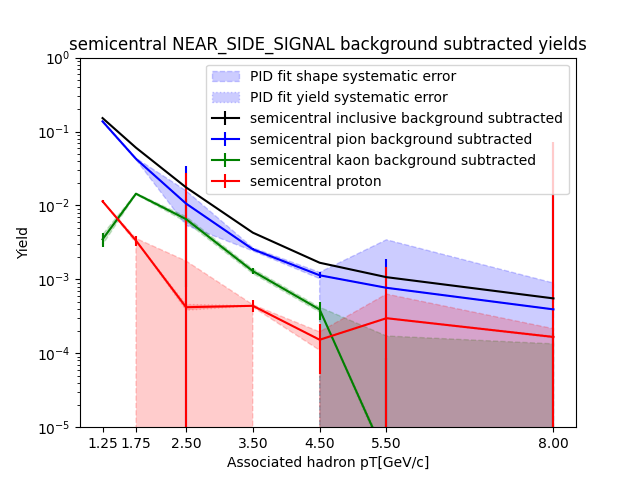 semicentral NEAR_SIDE_SIGNAL background subtracted yields
PID fit shape systematic error
PID fit yield systematic error
semicentral inclusive background subtracted
semicentral pion background subtracted
semicentral kaon background subtracted
semicentral proton
Yield
10⁰
10⁻¹
10⁻²
10⁻³
10⁻⁴
10⁻⁵
1.25 1.75 2.50 3.50 4.50 5.50 8.00
Associated hadron pT[GeV/c]